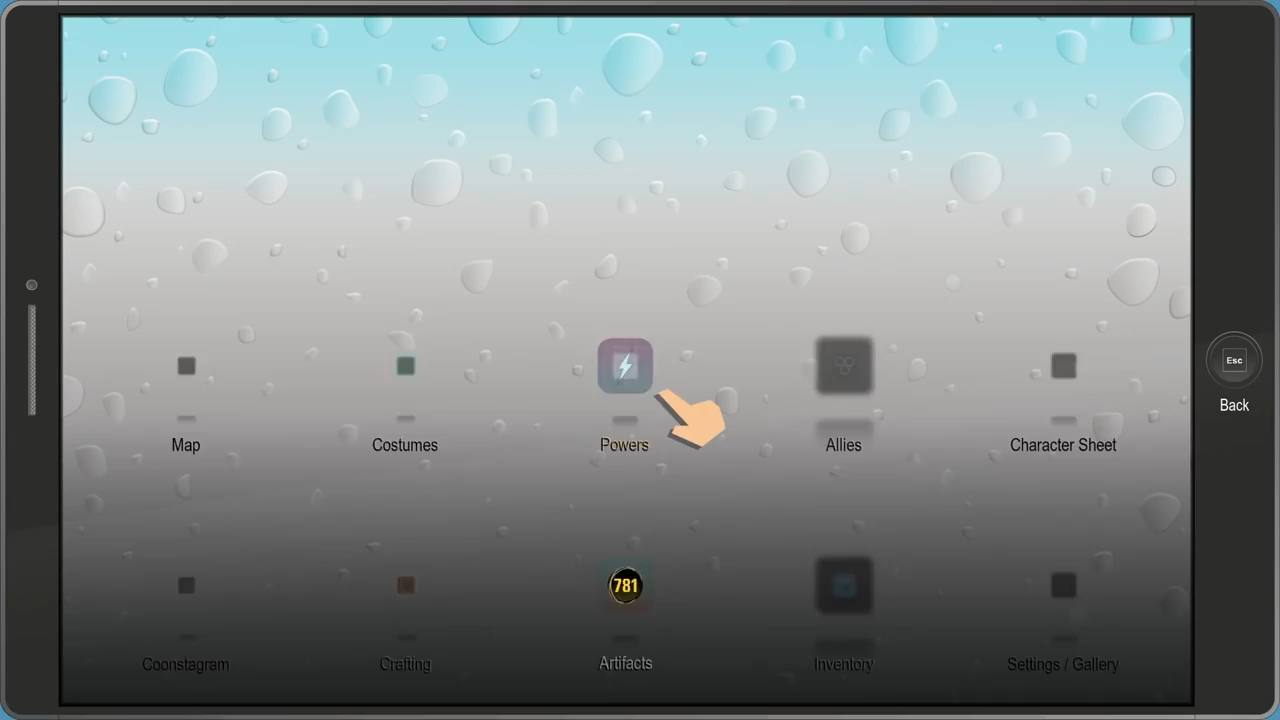 Esc
Back
Map
Costumes
Powers
Allies
Character Sheet
781
Coonstagram
Crafting
Artifacts
Inventory
Settings / Gallery